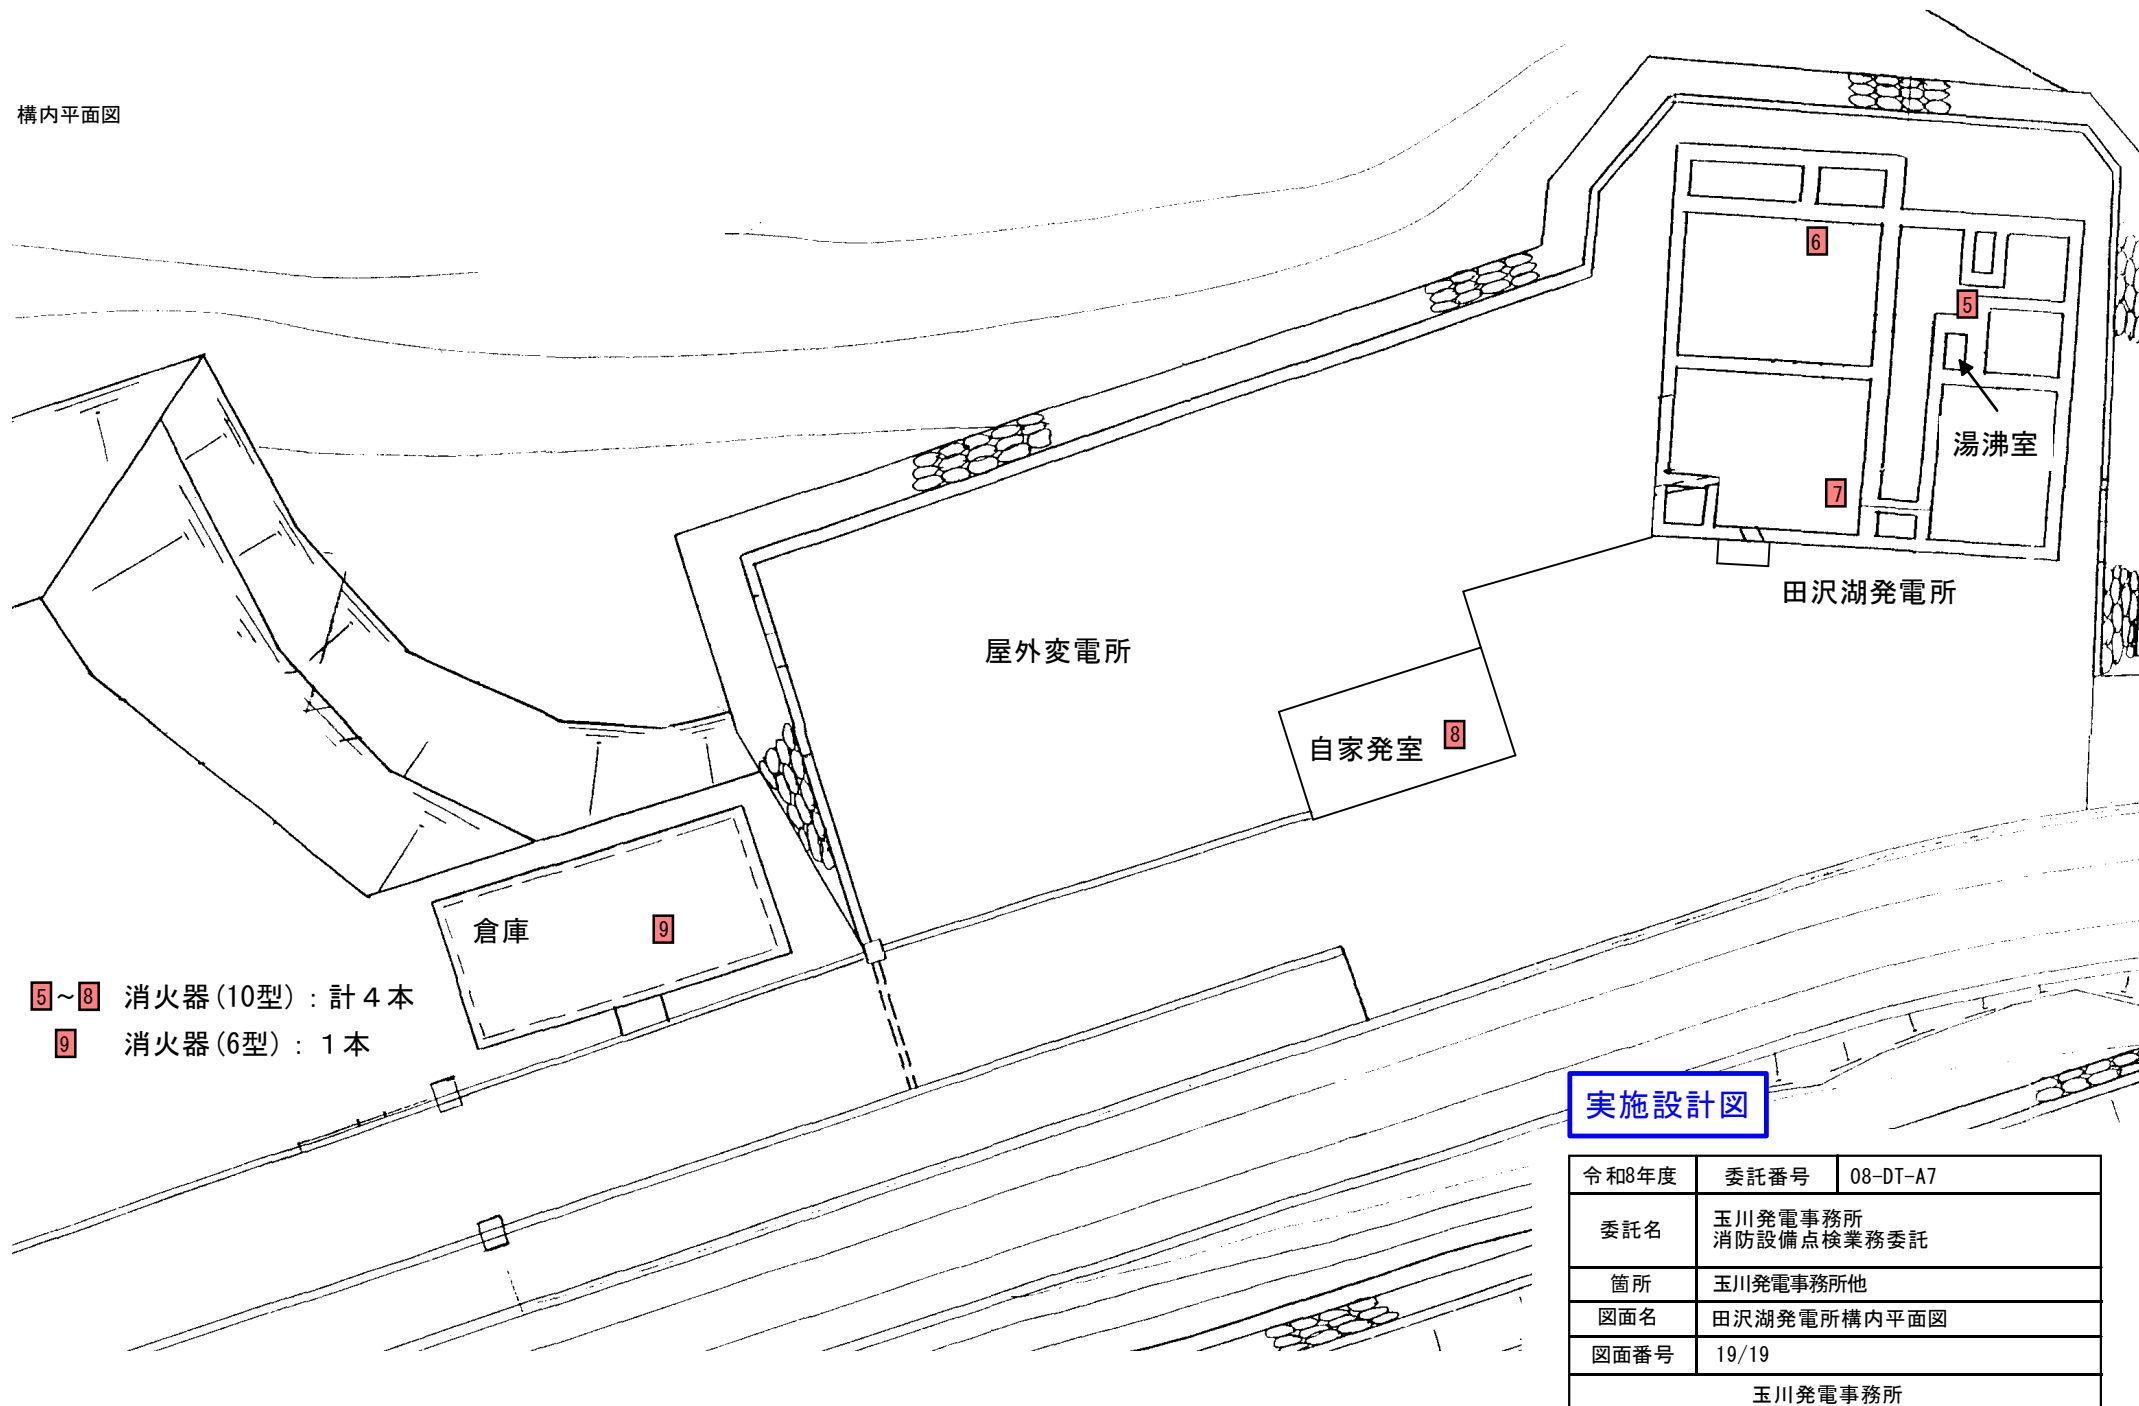 構内平面図
6
5
湯沸室
7
田沢湖発電所
屋外変電所
自家発室
8
倉庫
9
5～8 消火器(10型)：計４本
9 消火器(6型)：１本
実施設計図
令和8年度 委託番号 08-DT-A7
委託名 玉川発電事務所
消防設備点検業務委託
箇所 玉川発電事務所他
図面名 田沢湖発電所構内平面図
図面番号 19/19
玉川発電事務所